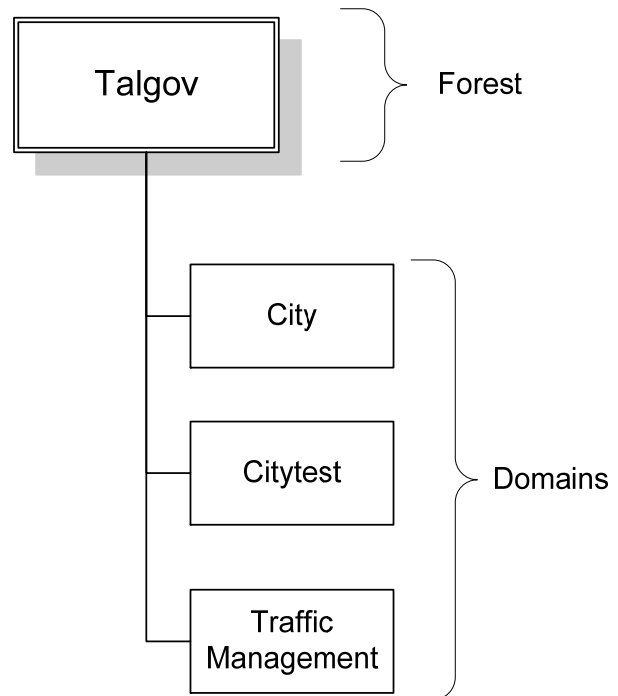 Talgov
Forest
City
Citytest
Domains
Traffic
Management